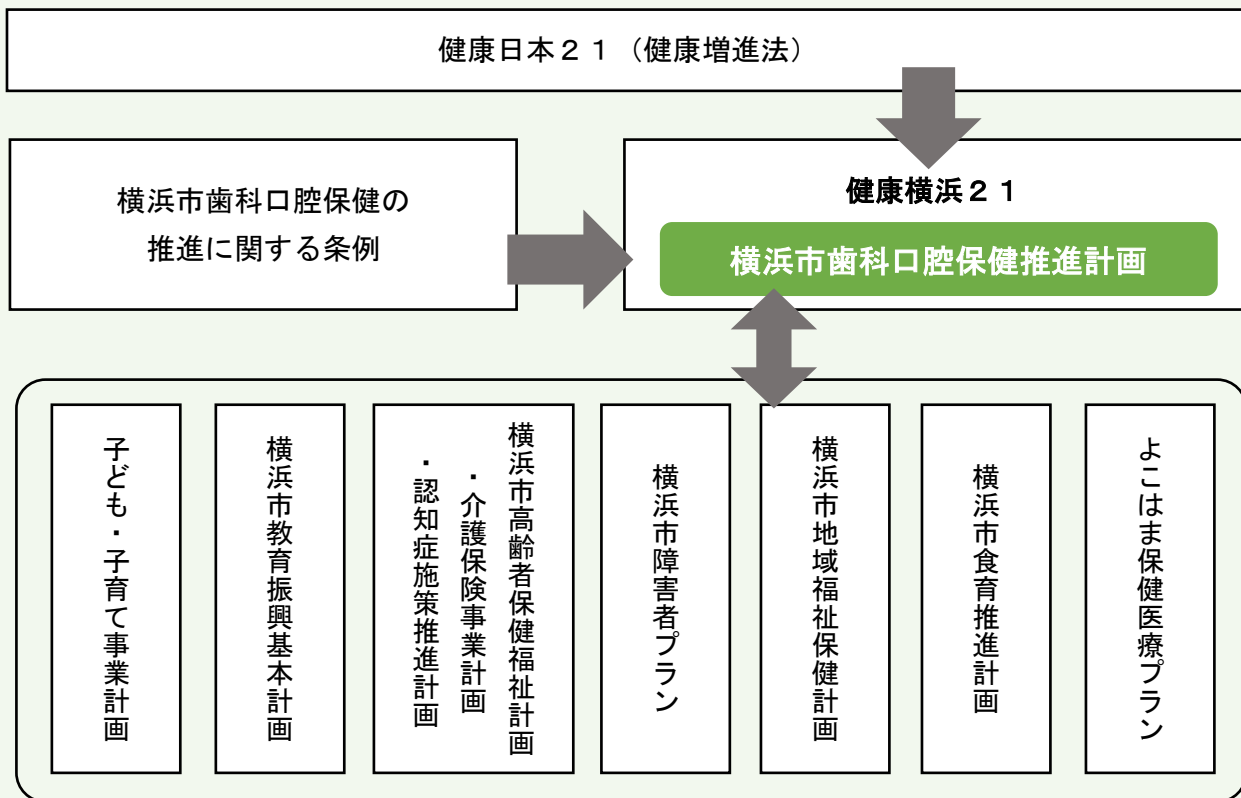 健康日本２１（健康増進法）
横浜市歯科口腔保健の
推進に関する条例
健康横浜２１
横浜市歯科口腔保健推進計画
子ども・子育て事業計画
横浜市教育振興基本計画
横浜市高齢者保健福祉計画
・介護保険事業計画
・認知症施策推進計画
横浜市障害者プラン
横浜市地域福祉保健計画
横浜市食育推進計画
よこはま保健医療プラン